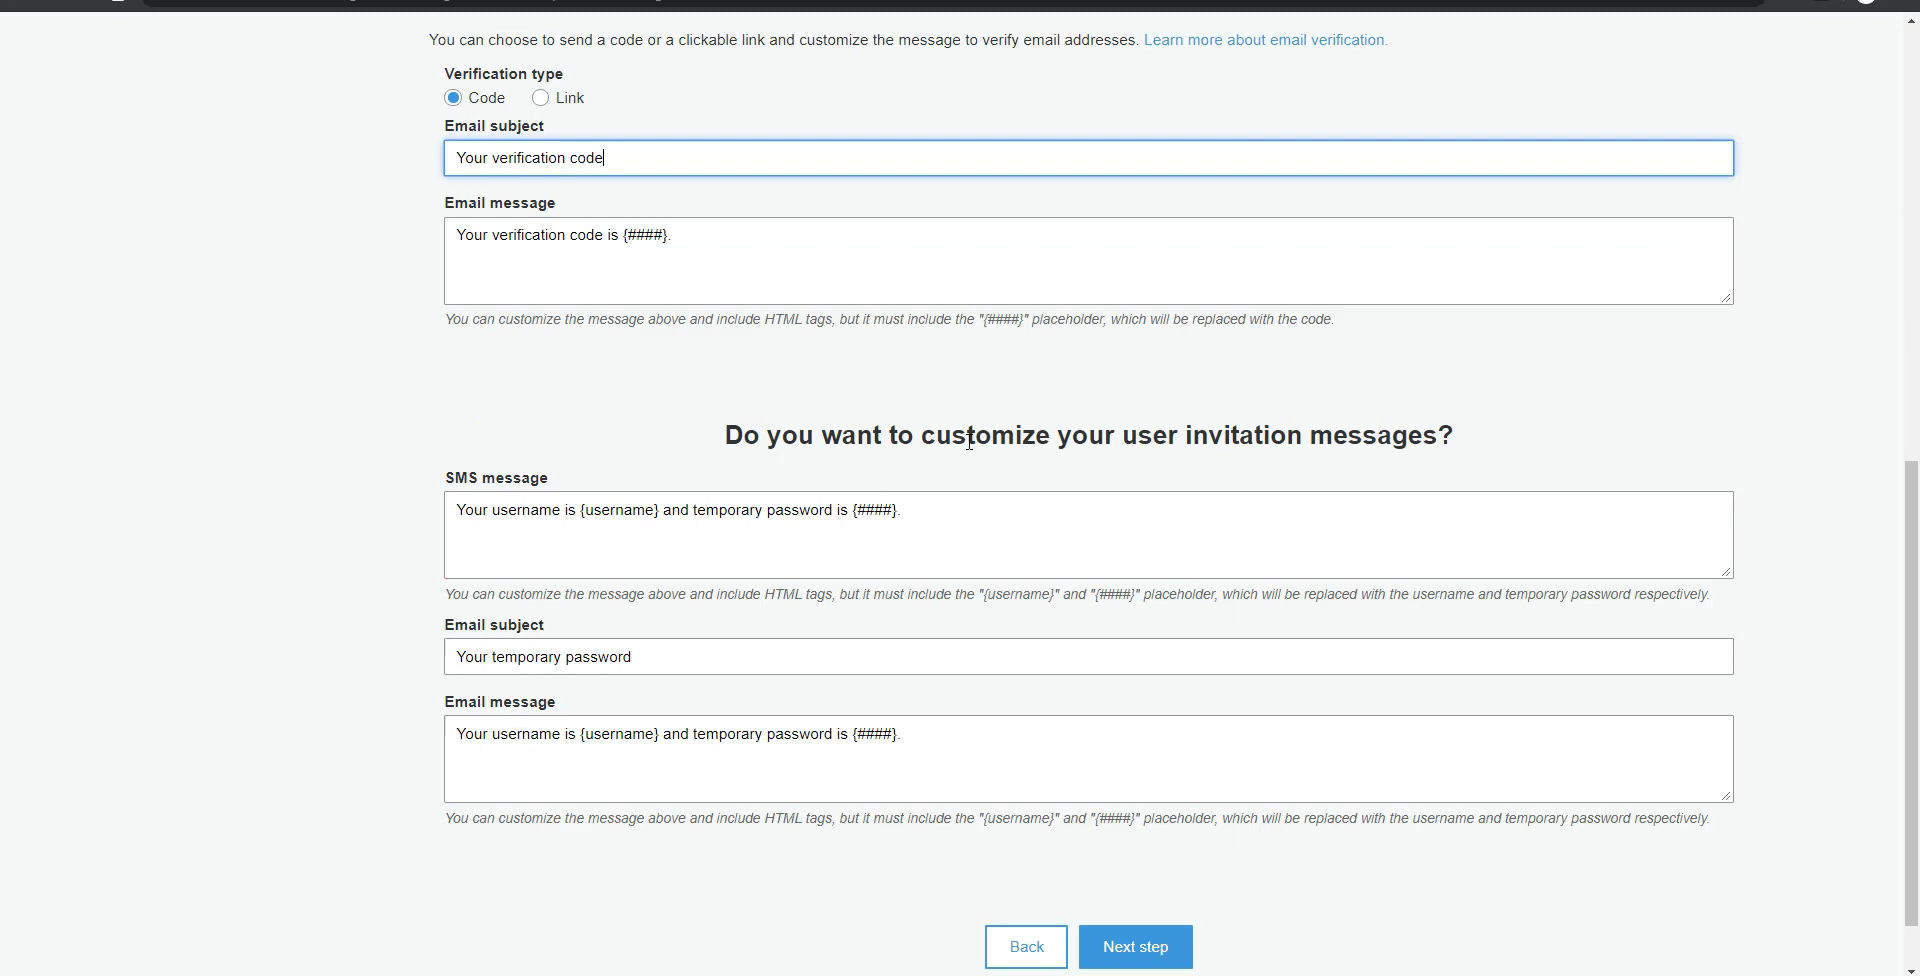 You can choose to send a code or a clickable link and customize the message to verify email addresses. Learn more about email verification.
Verification type
Code Link
Email subject
Your verification code
Email message
Your verification code is {####}.
You can customize the message above and include HTML tags, but it must include the "{####}" placeholder, which will be replaced with the code.
Do you want to customize your user invitation messages?
SMS message
Your username is {username} and temporary password is {####}.
You can customize the message above and include HTML tags, but it must include the "{username}" and "{####}" placeholder, which will be replaced with the username and temporary password respectively.
Email subject
Your temporary password
Email message
Your username is {username} and temporary password is {####}.
You can customize the message above and include HTML tags, but it must include the "{username}" and "{####}" placeholder, which will be replaced with the username and temporary password respectively.
Back Next step